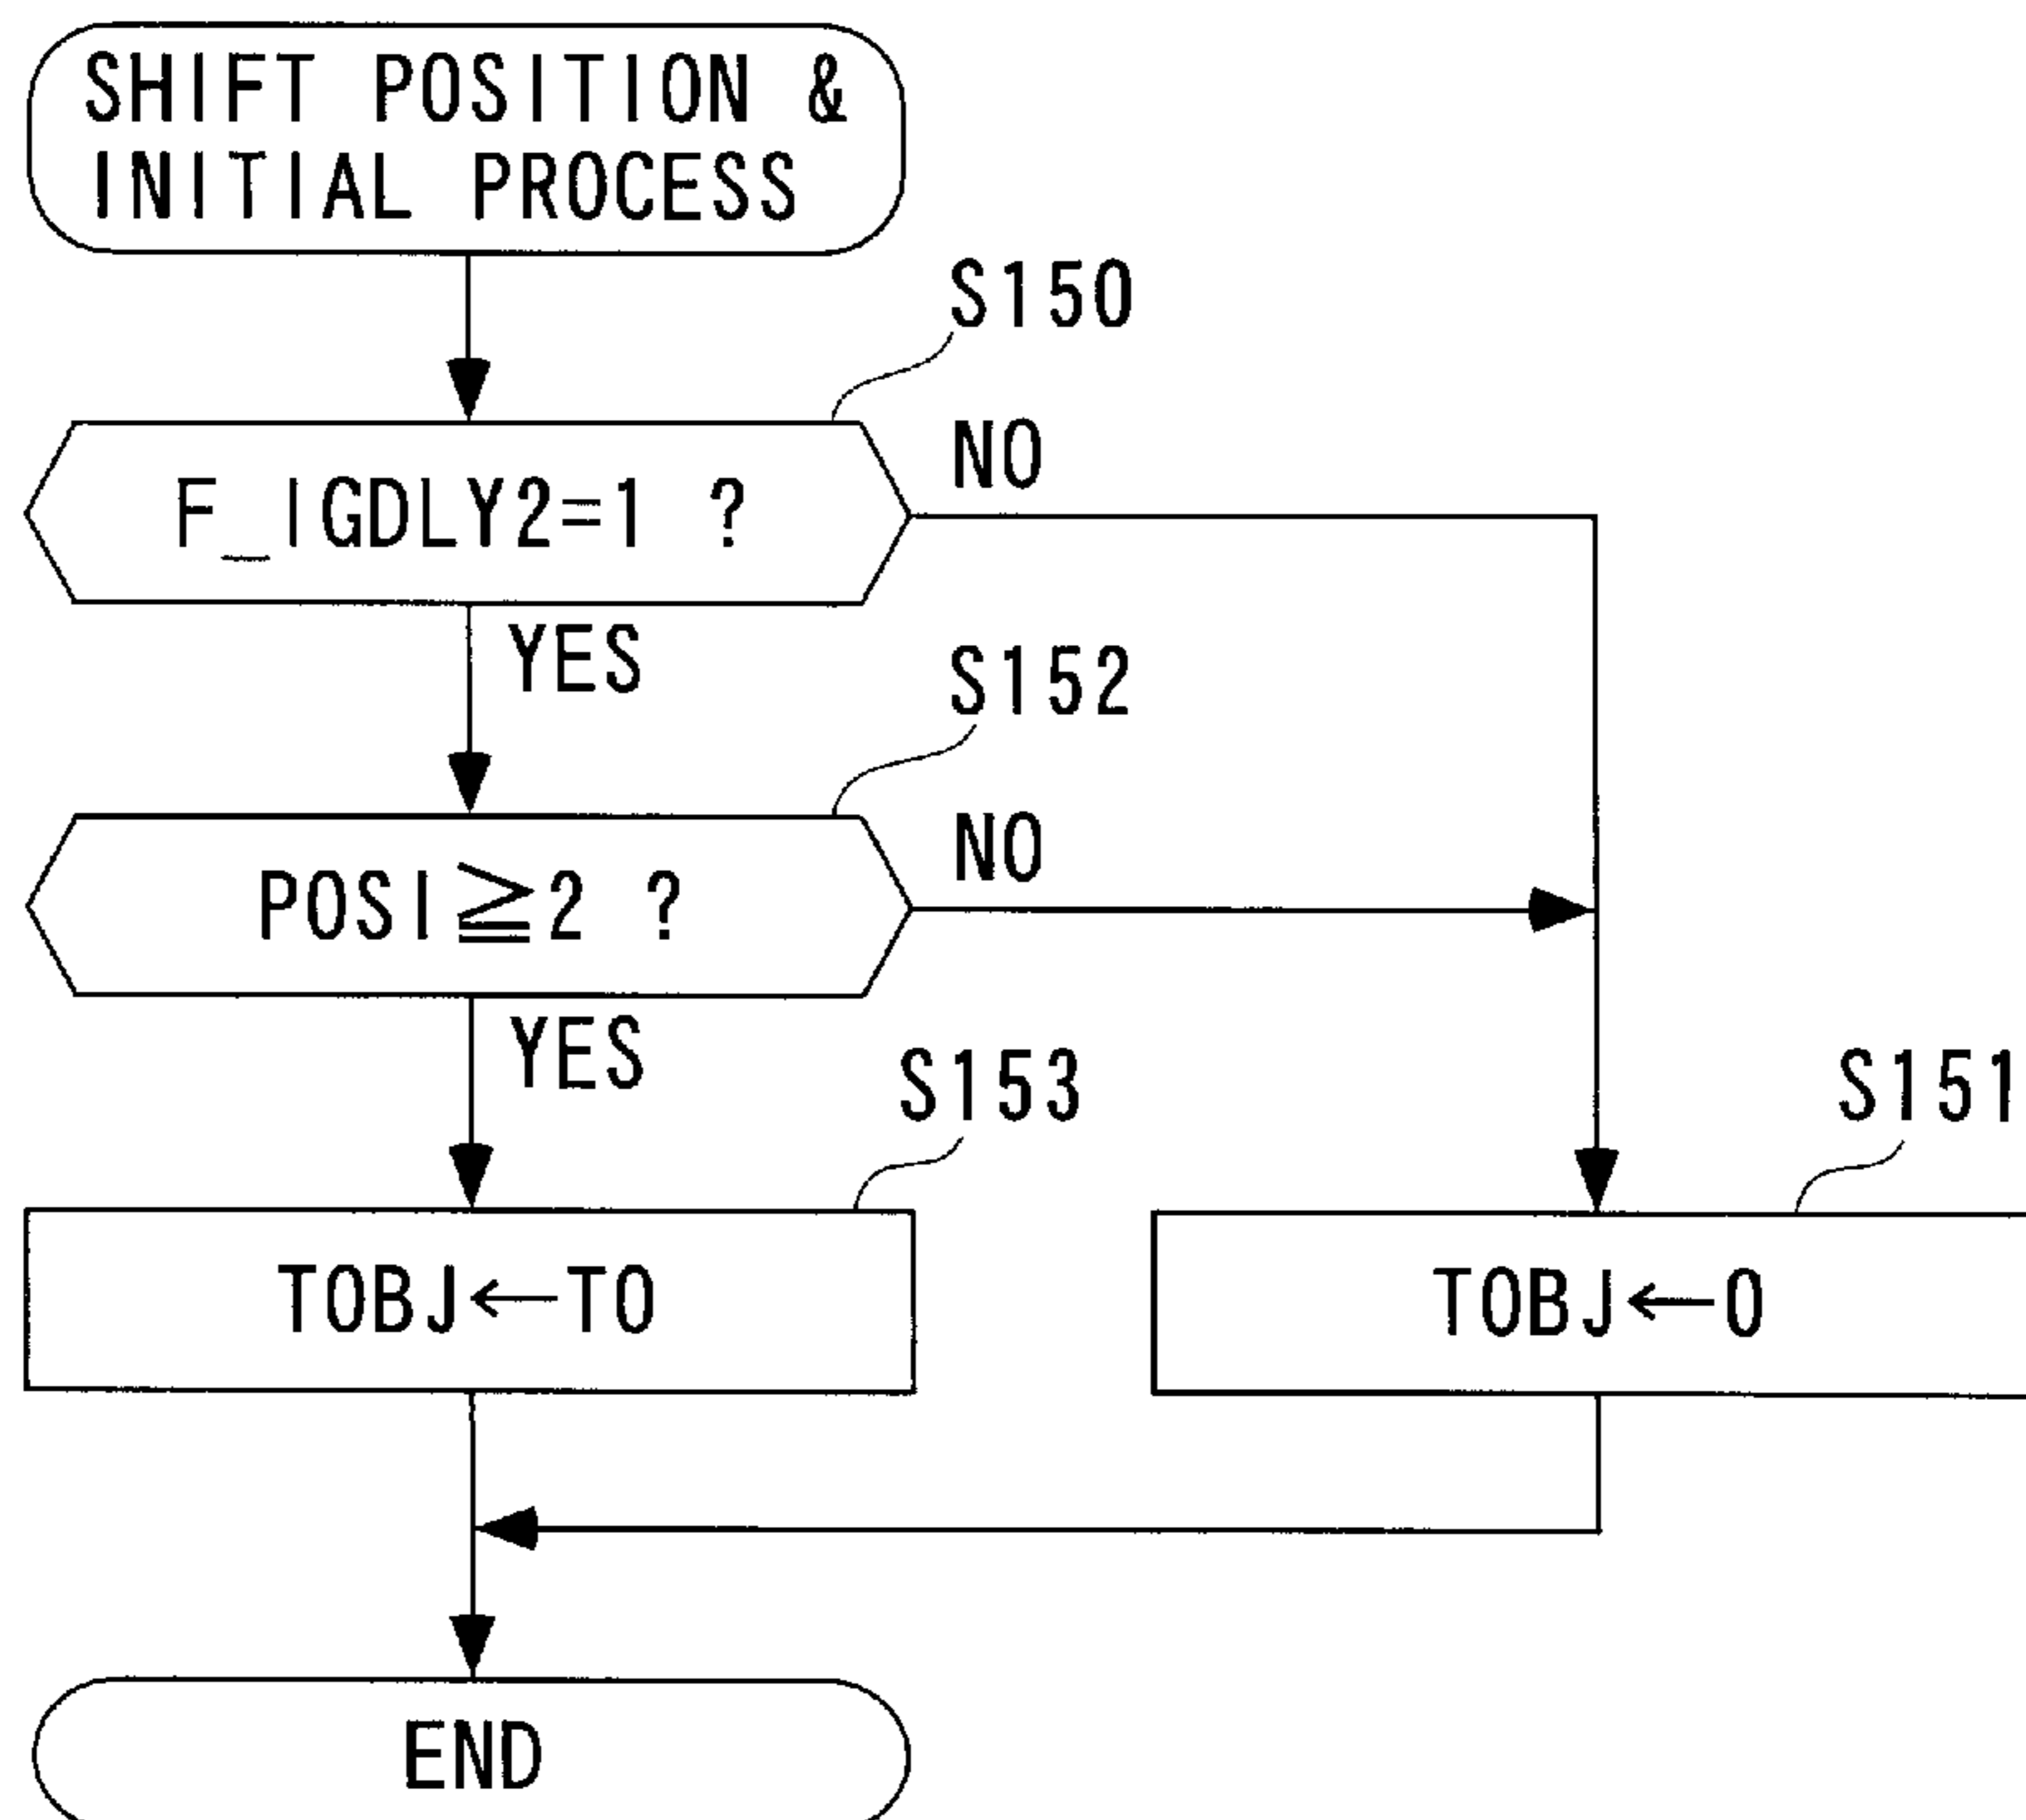 SHIFT POSITION &
INITIAL PROCESS
S150
F_IGDLY2=1 ?
NO
YES
S152
POSI≧2 ?
NO
YES
S153
S151
TOBJ←TO
TOBJ←0
END